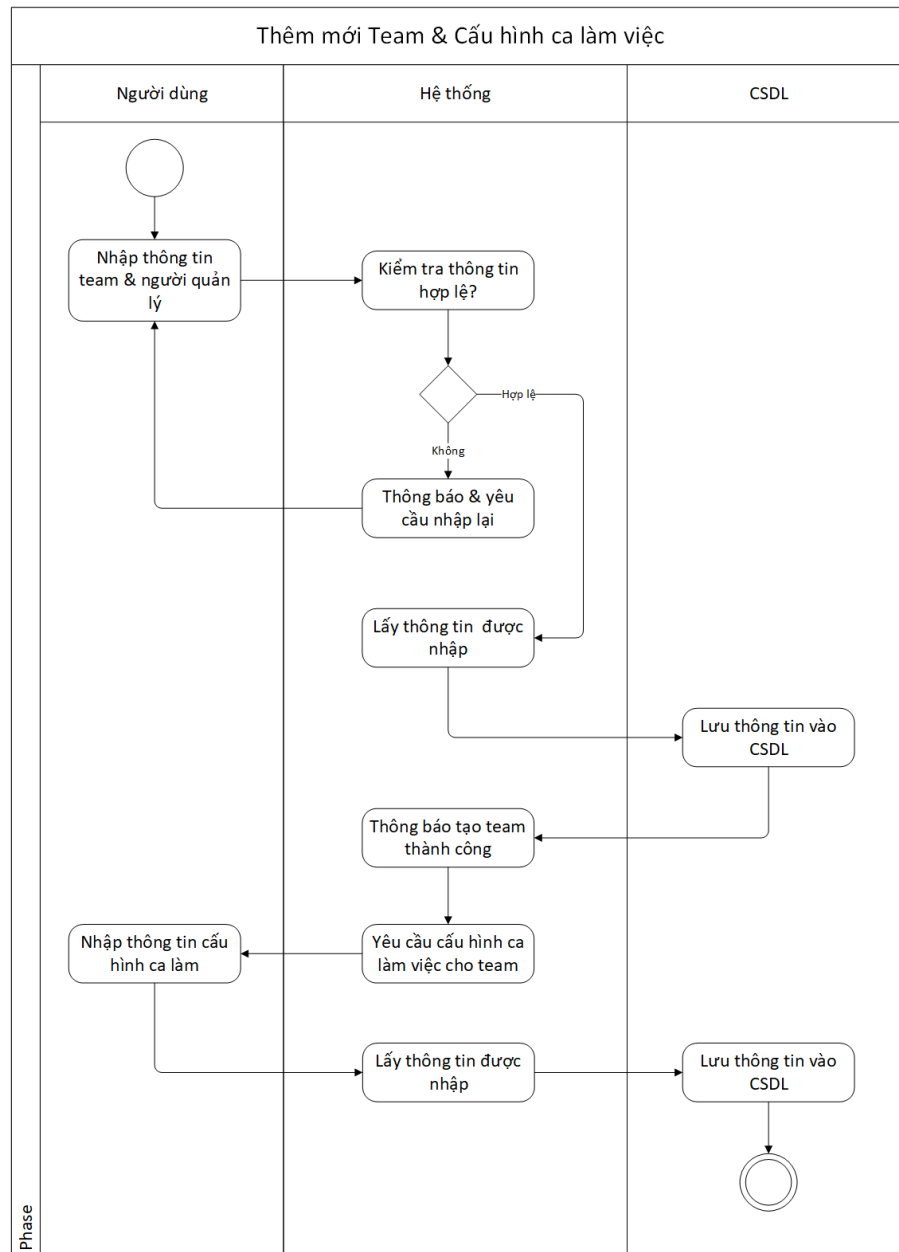 Thêm mới Team & Cấu hình ca làm việc
Người dùng
Hệ thống
CSDL
Nhập thông tin
team & người quản
lý
Kiểm tra thông tin
hợp lệ?
Hợp lệ
Không
Thông báo & yêu
cầu nhập lại
Lấy thông tin được
nhập
Lưu thông tin vào
CSDL
Thông báo tạo team
thành công
Yêu cầu cấu hình ca
làm việc cho team
Nhập thông tin cấu
hình ca làm
Lấy thông tin được
nhập
Lưu thông tin vào
CSDL
Phase